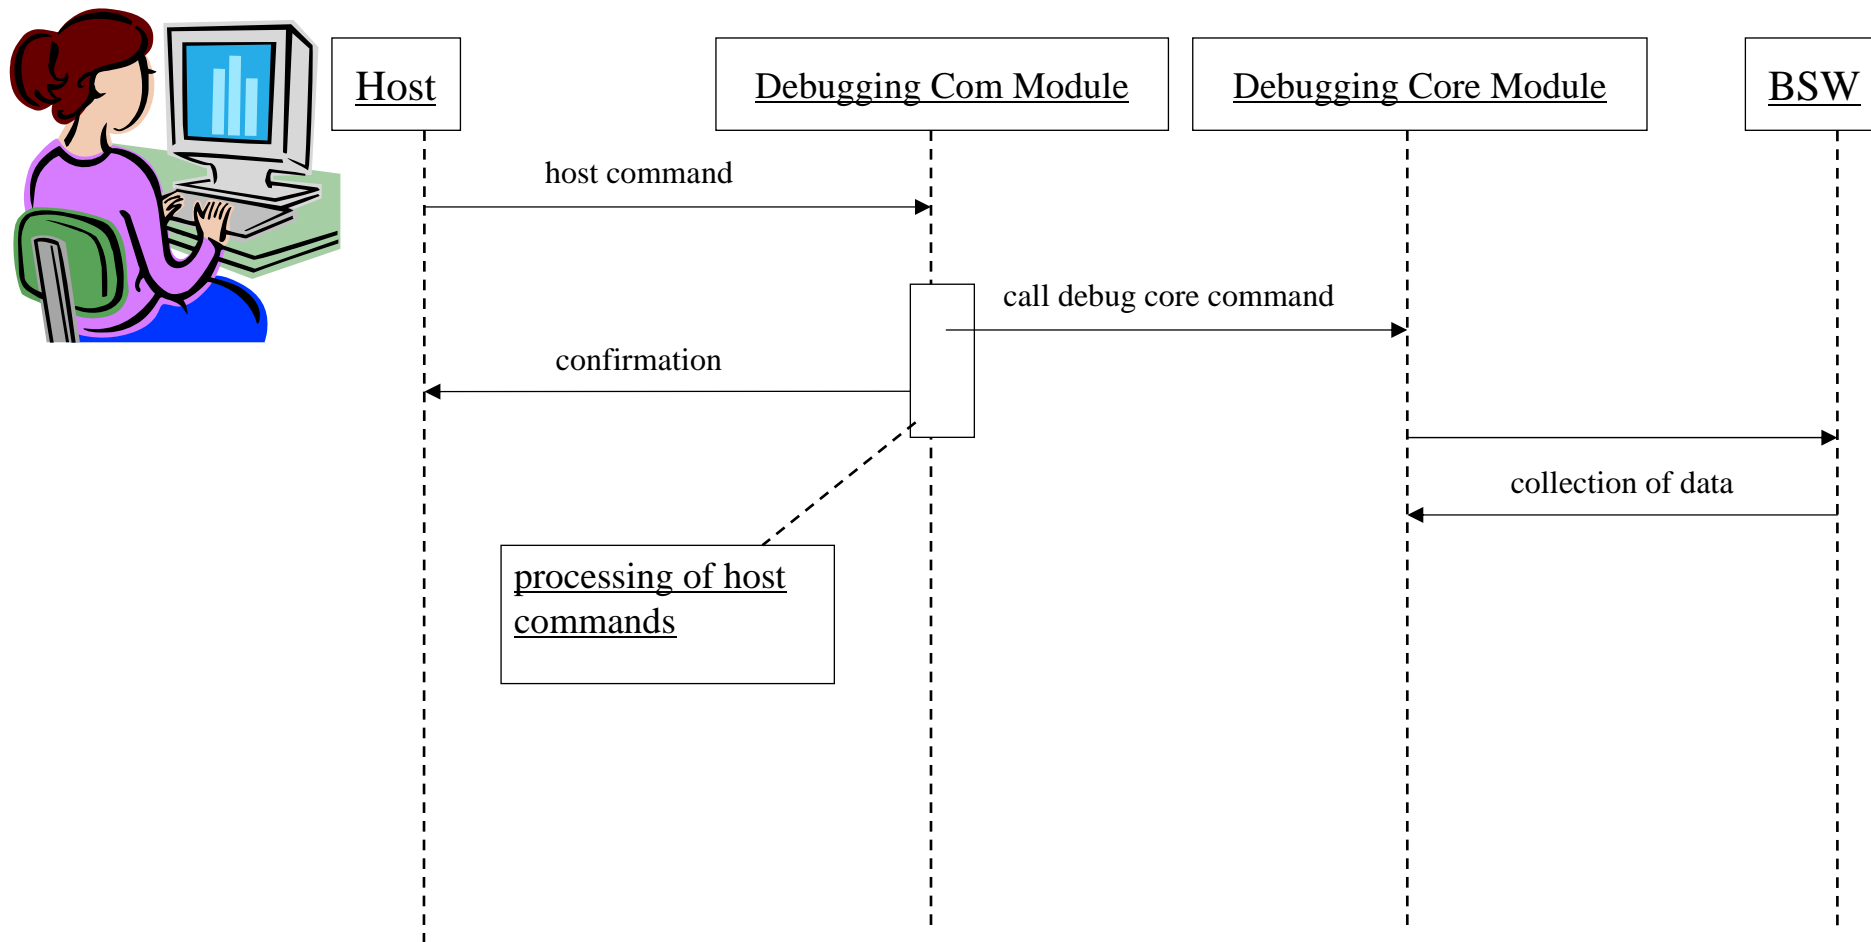 Host
Debugging Com Module
Debugging Core Module
BSW
host command
call debug core command
confirmation
collection of data
processing of host
commands